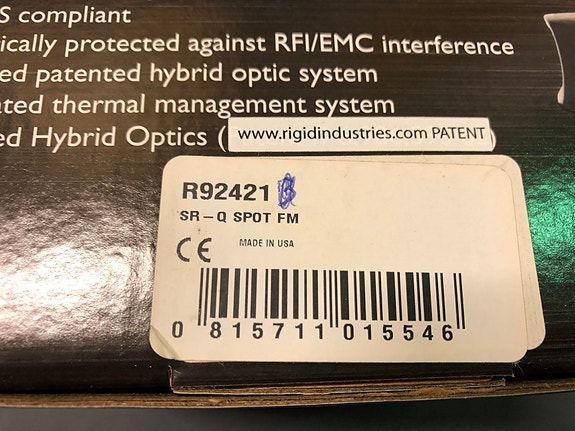 S compliant
ically protected against RFI/EMC interference
ed patented hybrid optic system
ated thermal management system
ed Hybrid Optics (www.rigidindustries.com PATENT)
R92421
SR-Q SPOT FM
CE MADE IN USA
0 815711 015546